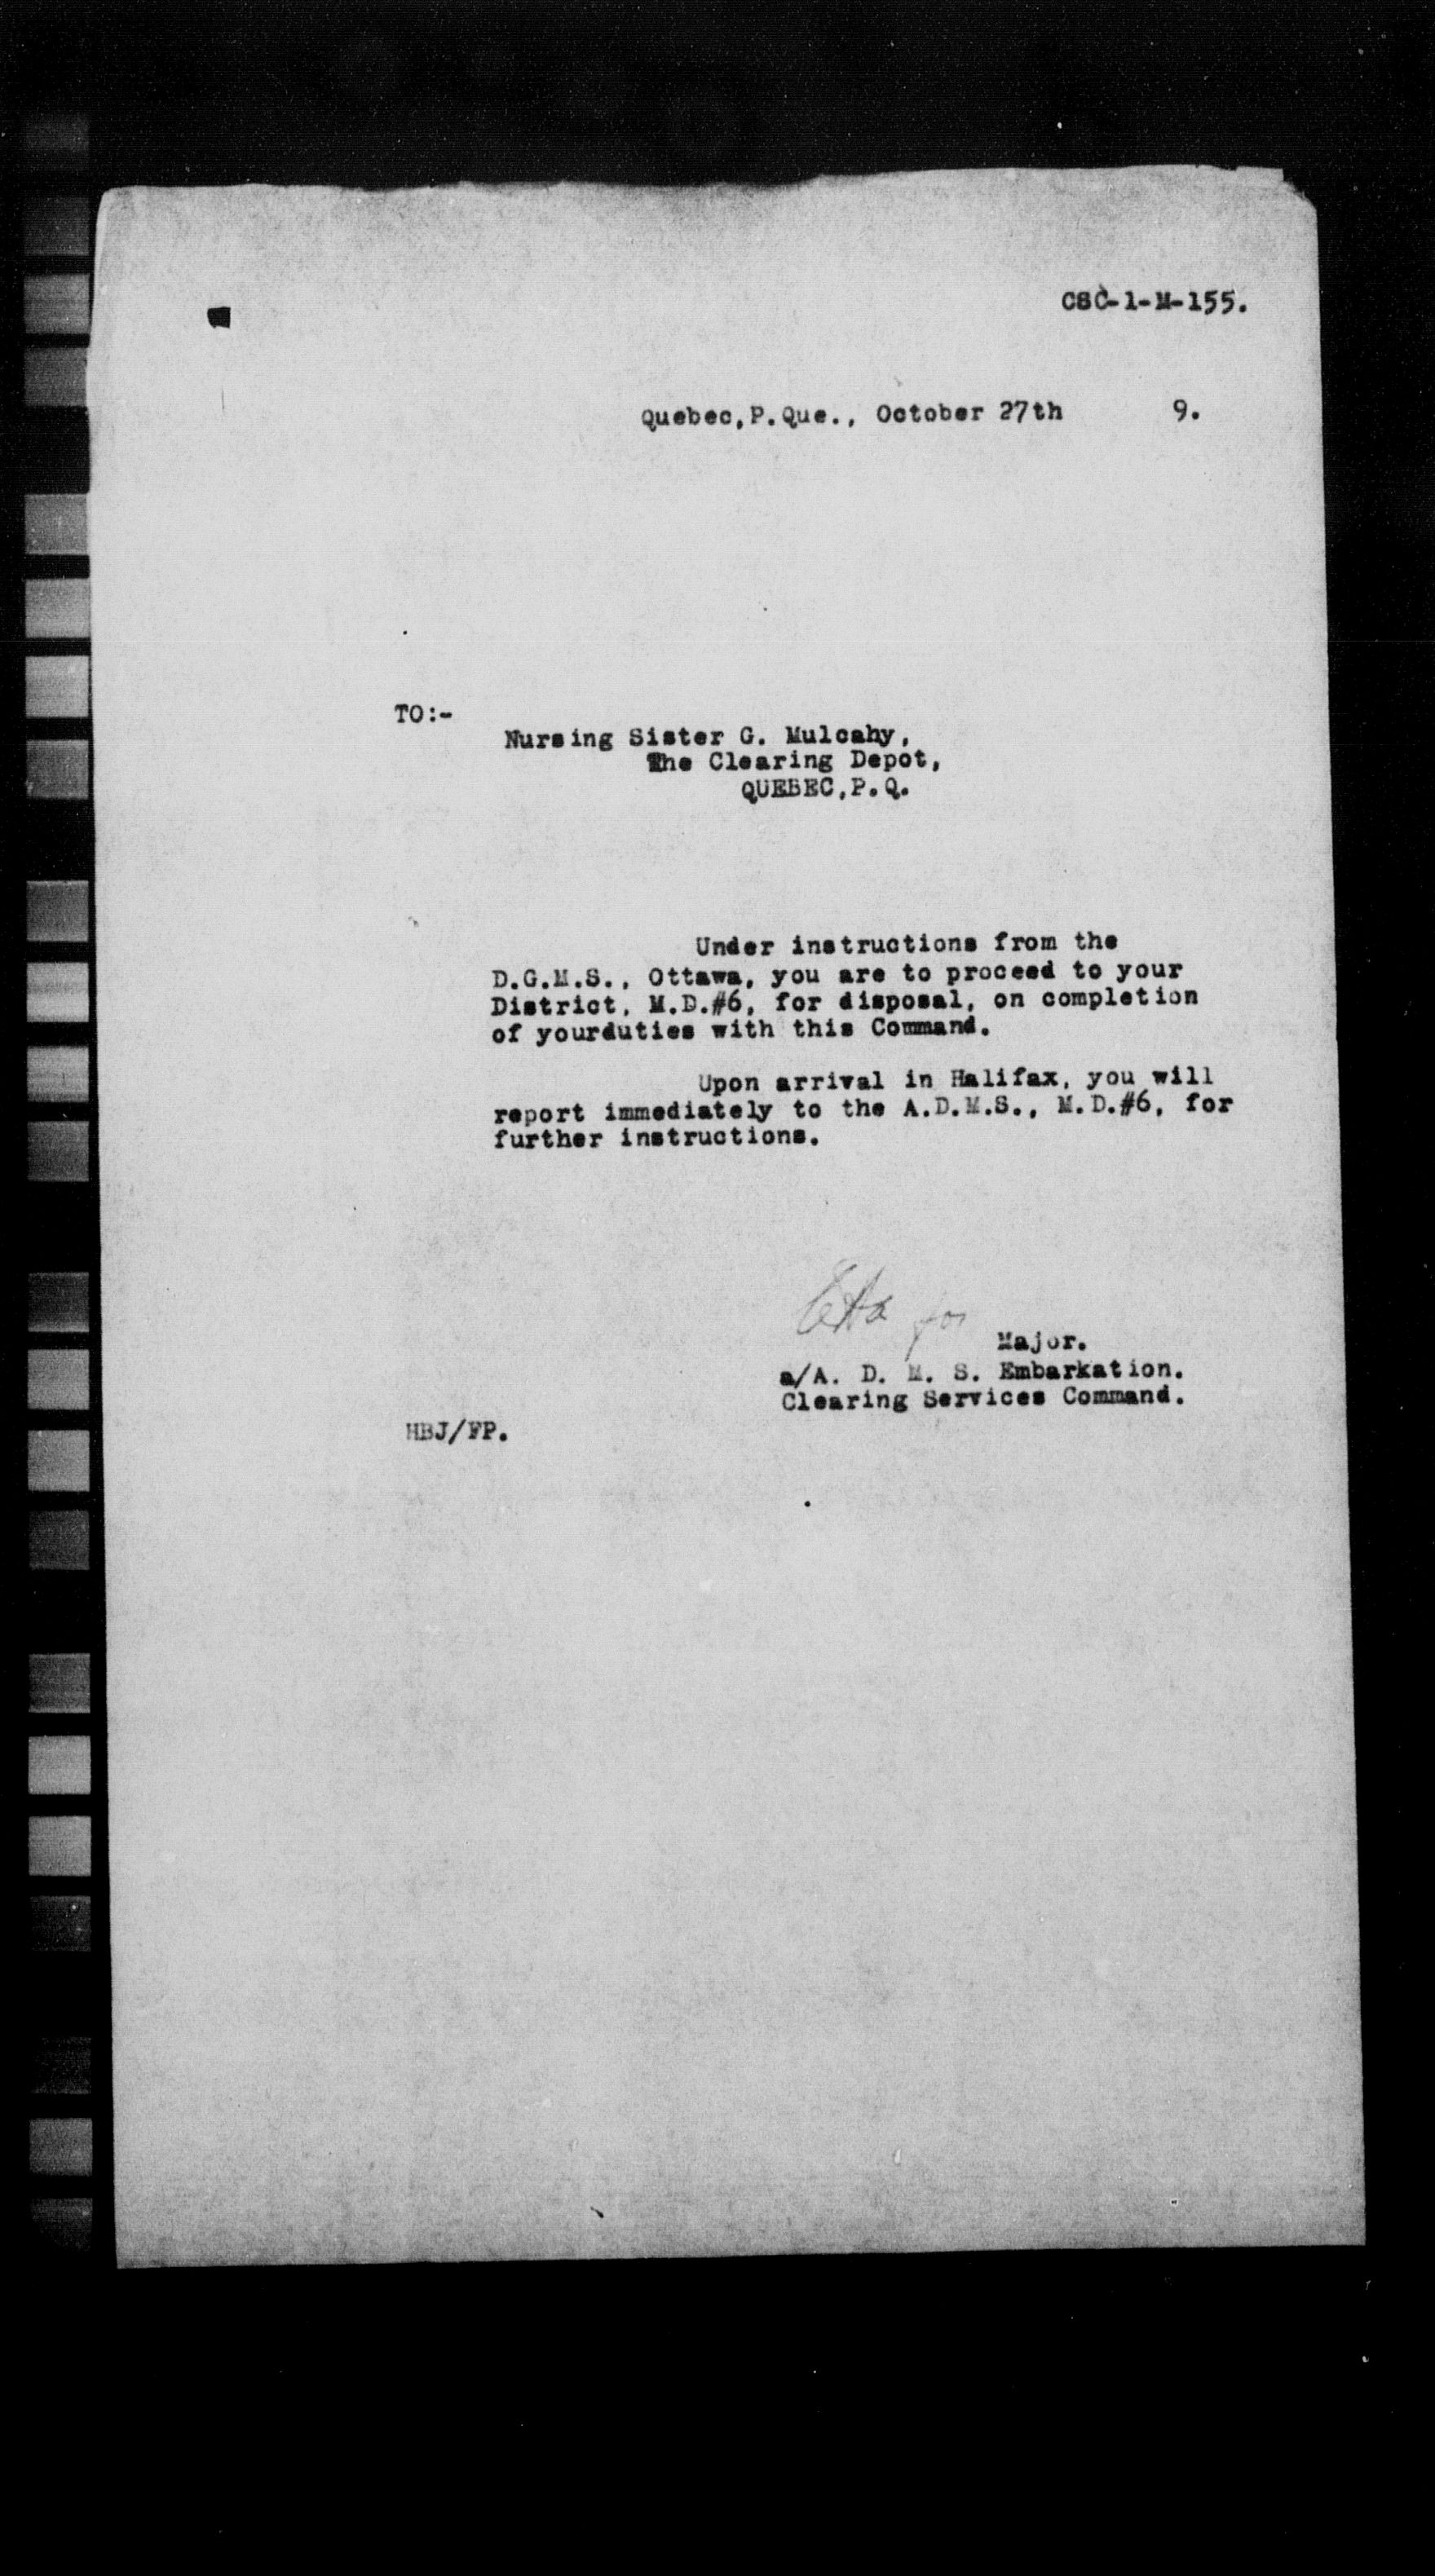 CSC-1-M-155.
Quebec,P.Que., October 27th 9.
TO:-
Nursing Sister G. Mulcahy,
The Clearing Depot,
QUEBEC,P.Q.
Under instructions from the
D.G.M.S., Ottawa, you are to proceed to your
District, M.D.#6, for disposal, on completion
of yourduties with this Command.
Upon arrival in Halifax, you will
report immediately to the A.D.M.S., M.D.#6, for
further instructions.
for
Major.
a/A. D. M. S. Embarkation.
Clearing Services Command.
HBJ/FP.